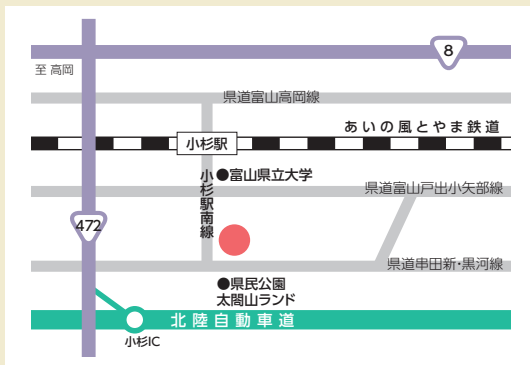 8
至 高岡
県道富山高岡線
あいの風とやま鉄道
小杉駅
●富山県立大学
小杉駅南線
県道富山戸出小矢部線
472
県道串田新・黒河線
●県民公園
太閤山ランド
北陸自動車道
小杉IC